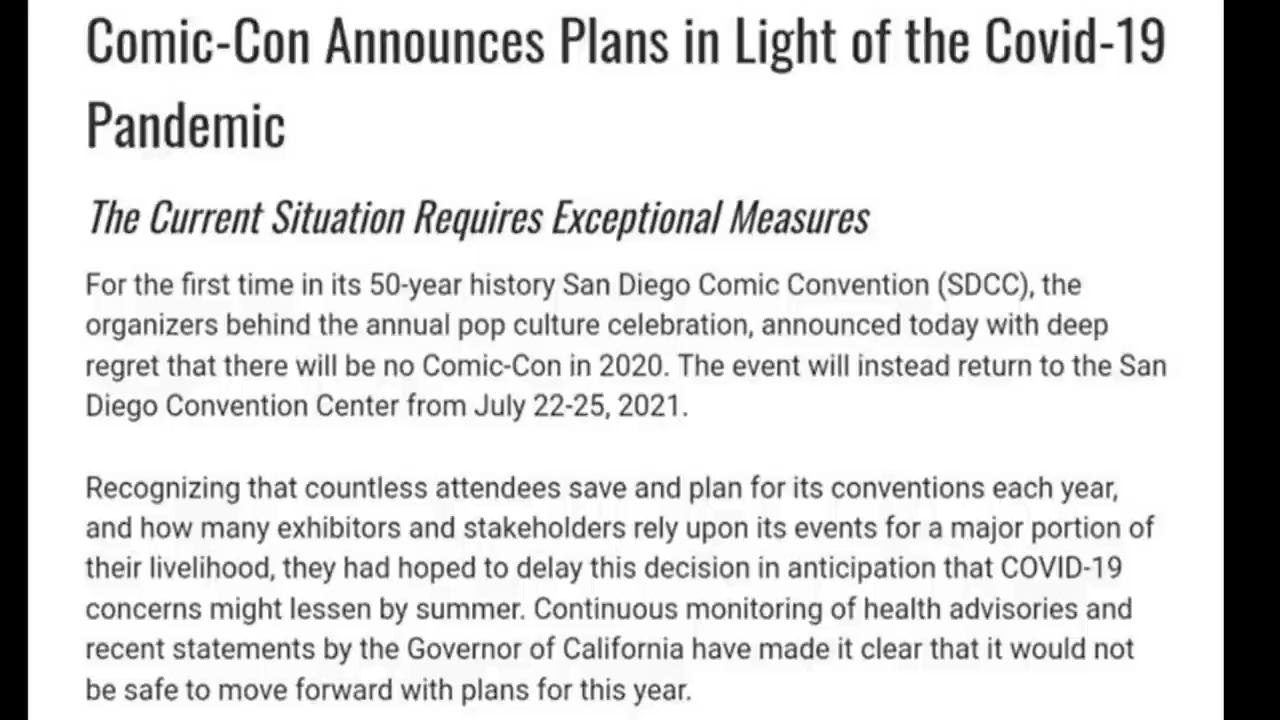 Comic-Con Announces Plans in Light of the Covid-19
Pandemic
The Current Situation Requires Exceptional Measures
For the first time in its 50-year history San Diego Comic Convention (SDCC), the
organizers behind the annual pop culture celebration, announced today with deep
regret that there will be no Comic-Con in 2020. The event will instead return to the San
Diego Convention Center from July 22-25, 2021.
Recognizing that countless attendees save and plan for its conventions each year,
and how many exhibitors and stakeholders rely upon its events for a major portion of
their livelihood, they had hoped to delay this decision in anticipation that COVID-19
concerns might lessen by summer. Continuous monitoring of health advisories and
recent statements by the Governor of California have made it clear that it would not
be safe to move forward with plans for this year.